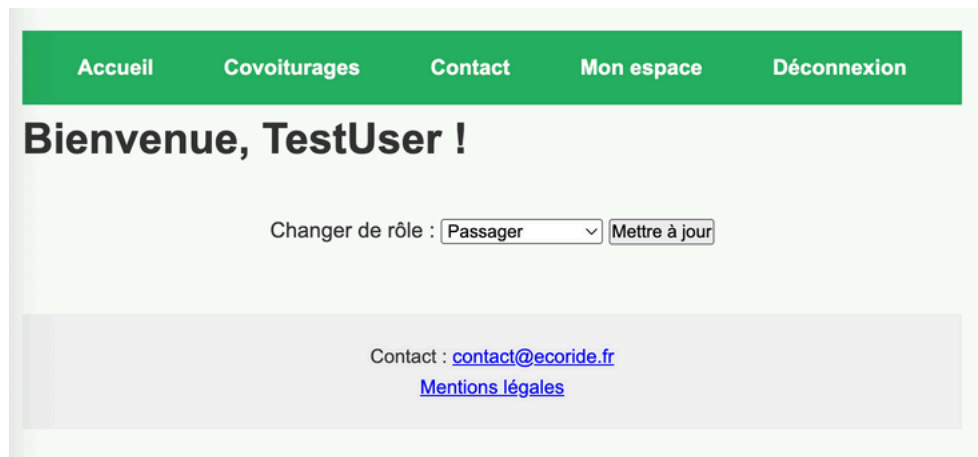 Accueil Covoiturages Contact Mon espace Déconnexion
Bienvenue, TestUser !
Changer de rôle : Passager Mettre à jour
Contact : contact@ecoride.fr
Mentions légales